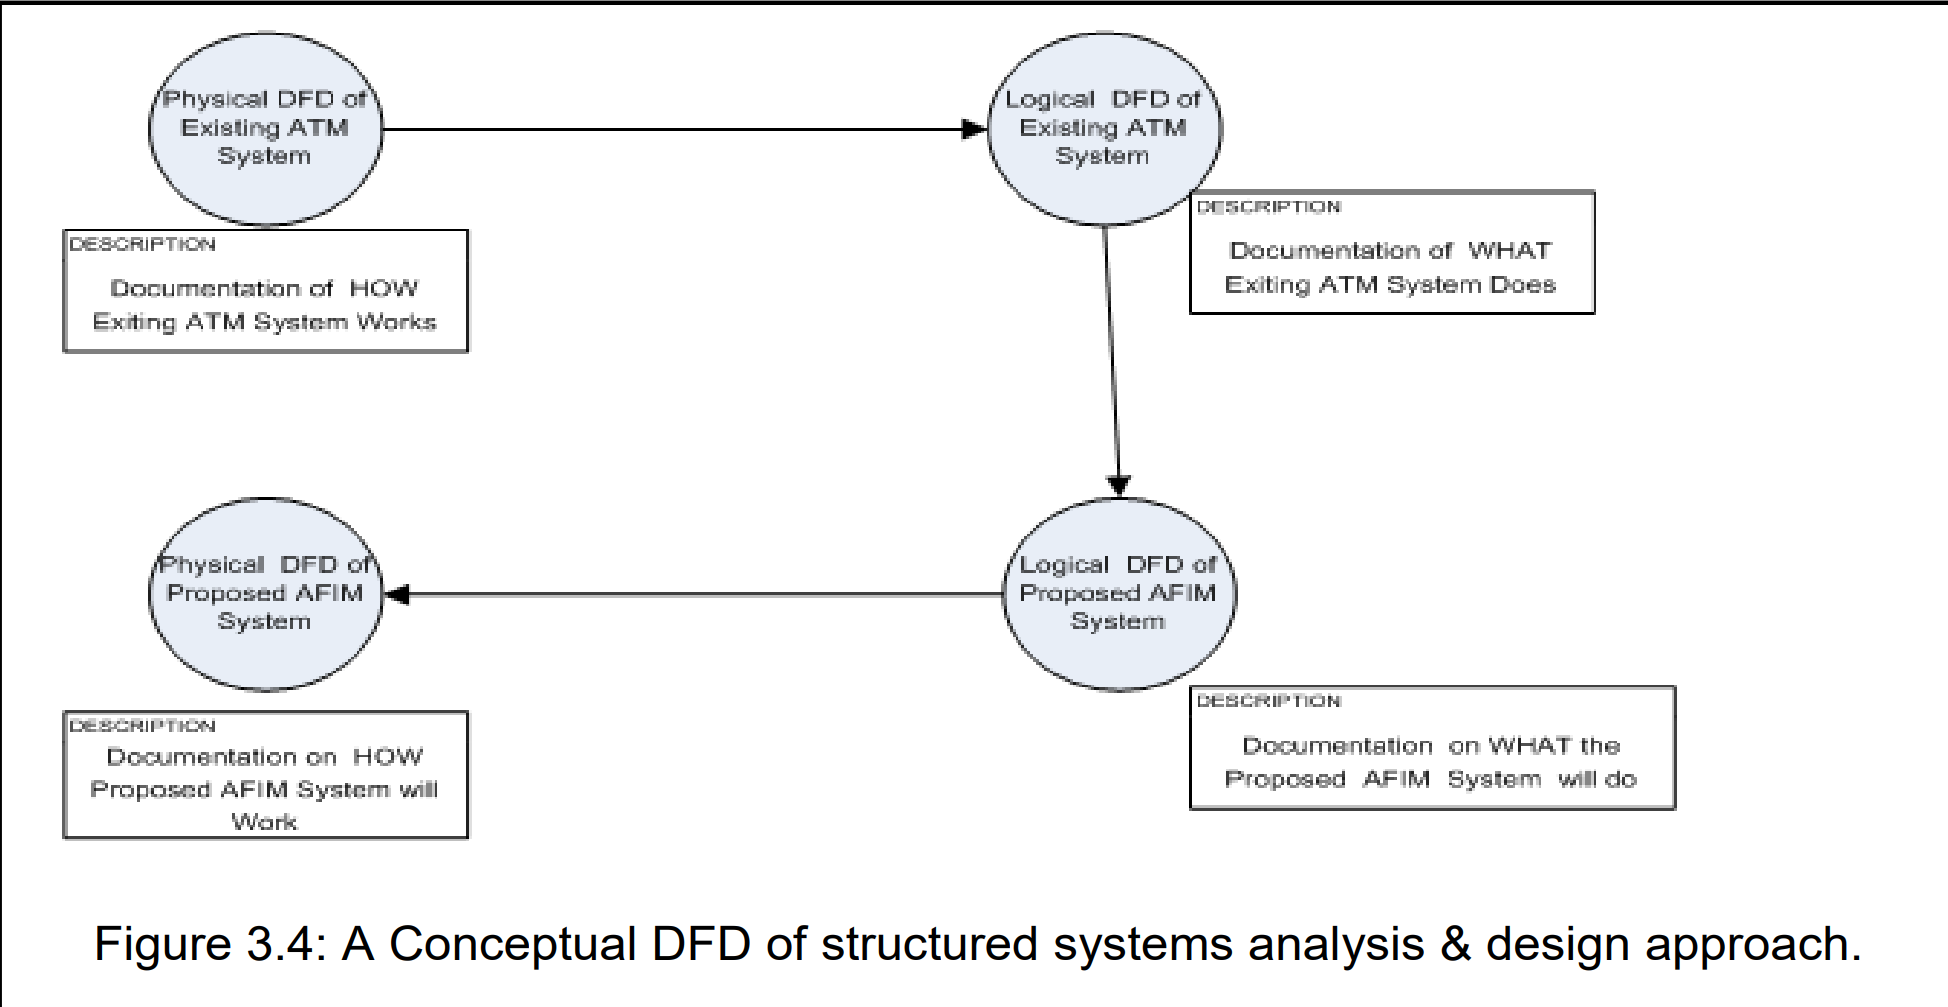 Physical DFD of
Existing ATM
System
Logical DFD of
Existing ATM
System
DESCRIPTION
Documentation of WHAT
Exiting ATM System Does
DESCRIPTION
Documentation of HOW
Exiting ATM System Works
Physical DFD of
Proposed AFIM
System
Logical DFD of
Proposed AFIM
System
DESCRIPTION
Documentation on WHAT the
Proposed AFIM System will do
DESCRIPTION
Documentation on HOW
Proposed AFIM System will
Work
Figure 3.4: A Conceptual DFD of structured systems analysis & design approach.